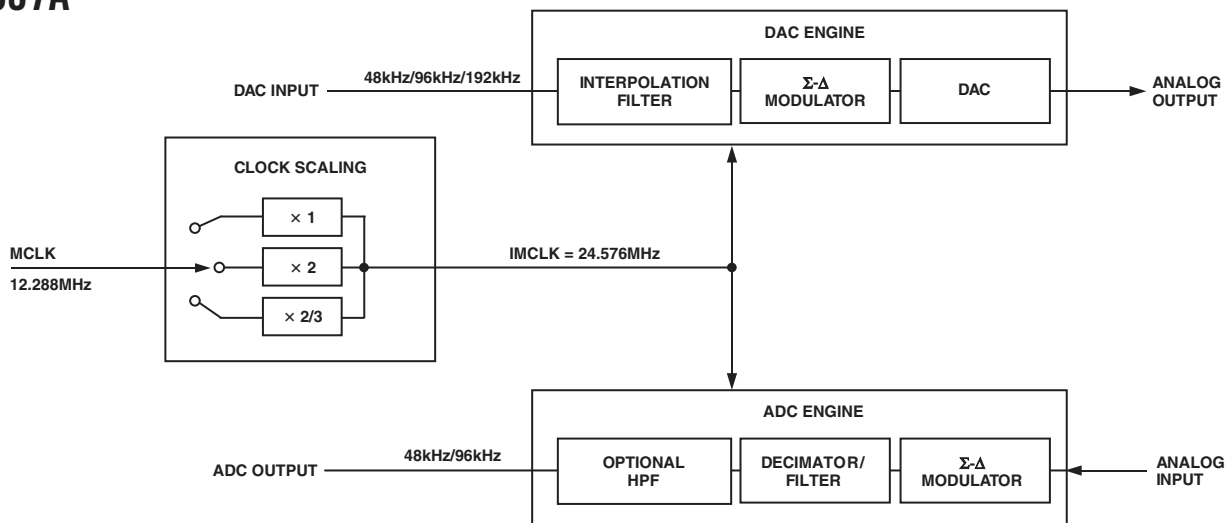 DAC ENGINE
DAC INPUT
48kHz/96kHz/192kHz
INTERPOLATION
FILTER
Σ-Δ
MODULATOR
DAC
ANALOG
OUTPUT
CLOCK SCALING
× 1
MCLK
12.288MHz
× 2
× 2/3
IMCLK = 24.576MHz
ADC ENGINE
ADC OUTPUT
48kHz/96kHz
OPTIONAL
HPF
DECIMATOR/
FILTER
Σ-Δ
MODULATOR
ANALOG
INPUT